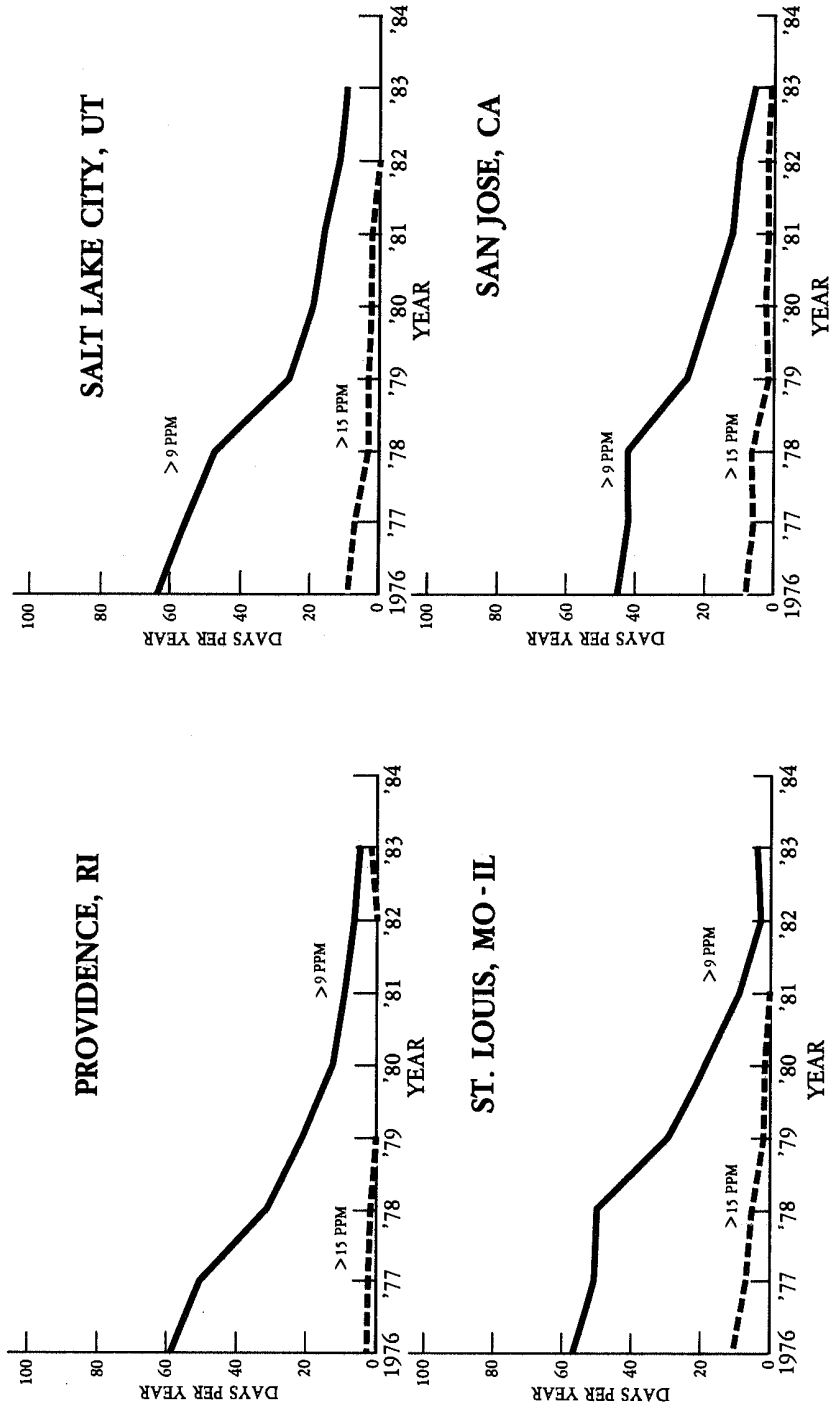 PROVIDENCE, RI
DAYS PER YEAR
100
80
60
40
20
0
> 9 PPM
> 15 PPM
1976 '77 '78 '79 '80 '81 '82 '83 '84
YEAR
SALT LAKE CITY, UT
DAYS PER YEAR
100
80
60
40
20
0
> 9 PPM
> 15 PPM
1976 '77 '78 '79 '80 '81 '82 '83 '84
YEAR
ST. LOUIS, MO - IL
DAYS PER YEAR
100
80
60
40
20
0
> 9 PPM
> 15 PPM
1976 '77 '78 '79 '80 '81 '82 '83 '84
YEAR
SAN JOSE, CA
DAYS PER YEAR
100
80
60
40
20
0
> 9 PPM
> 15 PPM
1976 '77 '78 '79 '80 '81 '82 '83 '84
YEAR